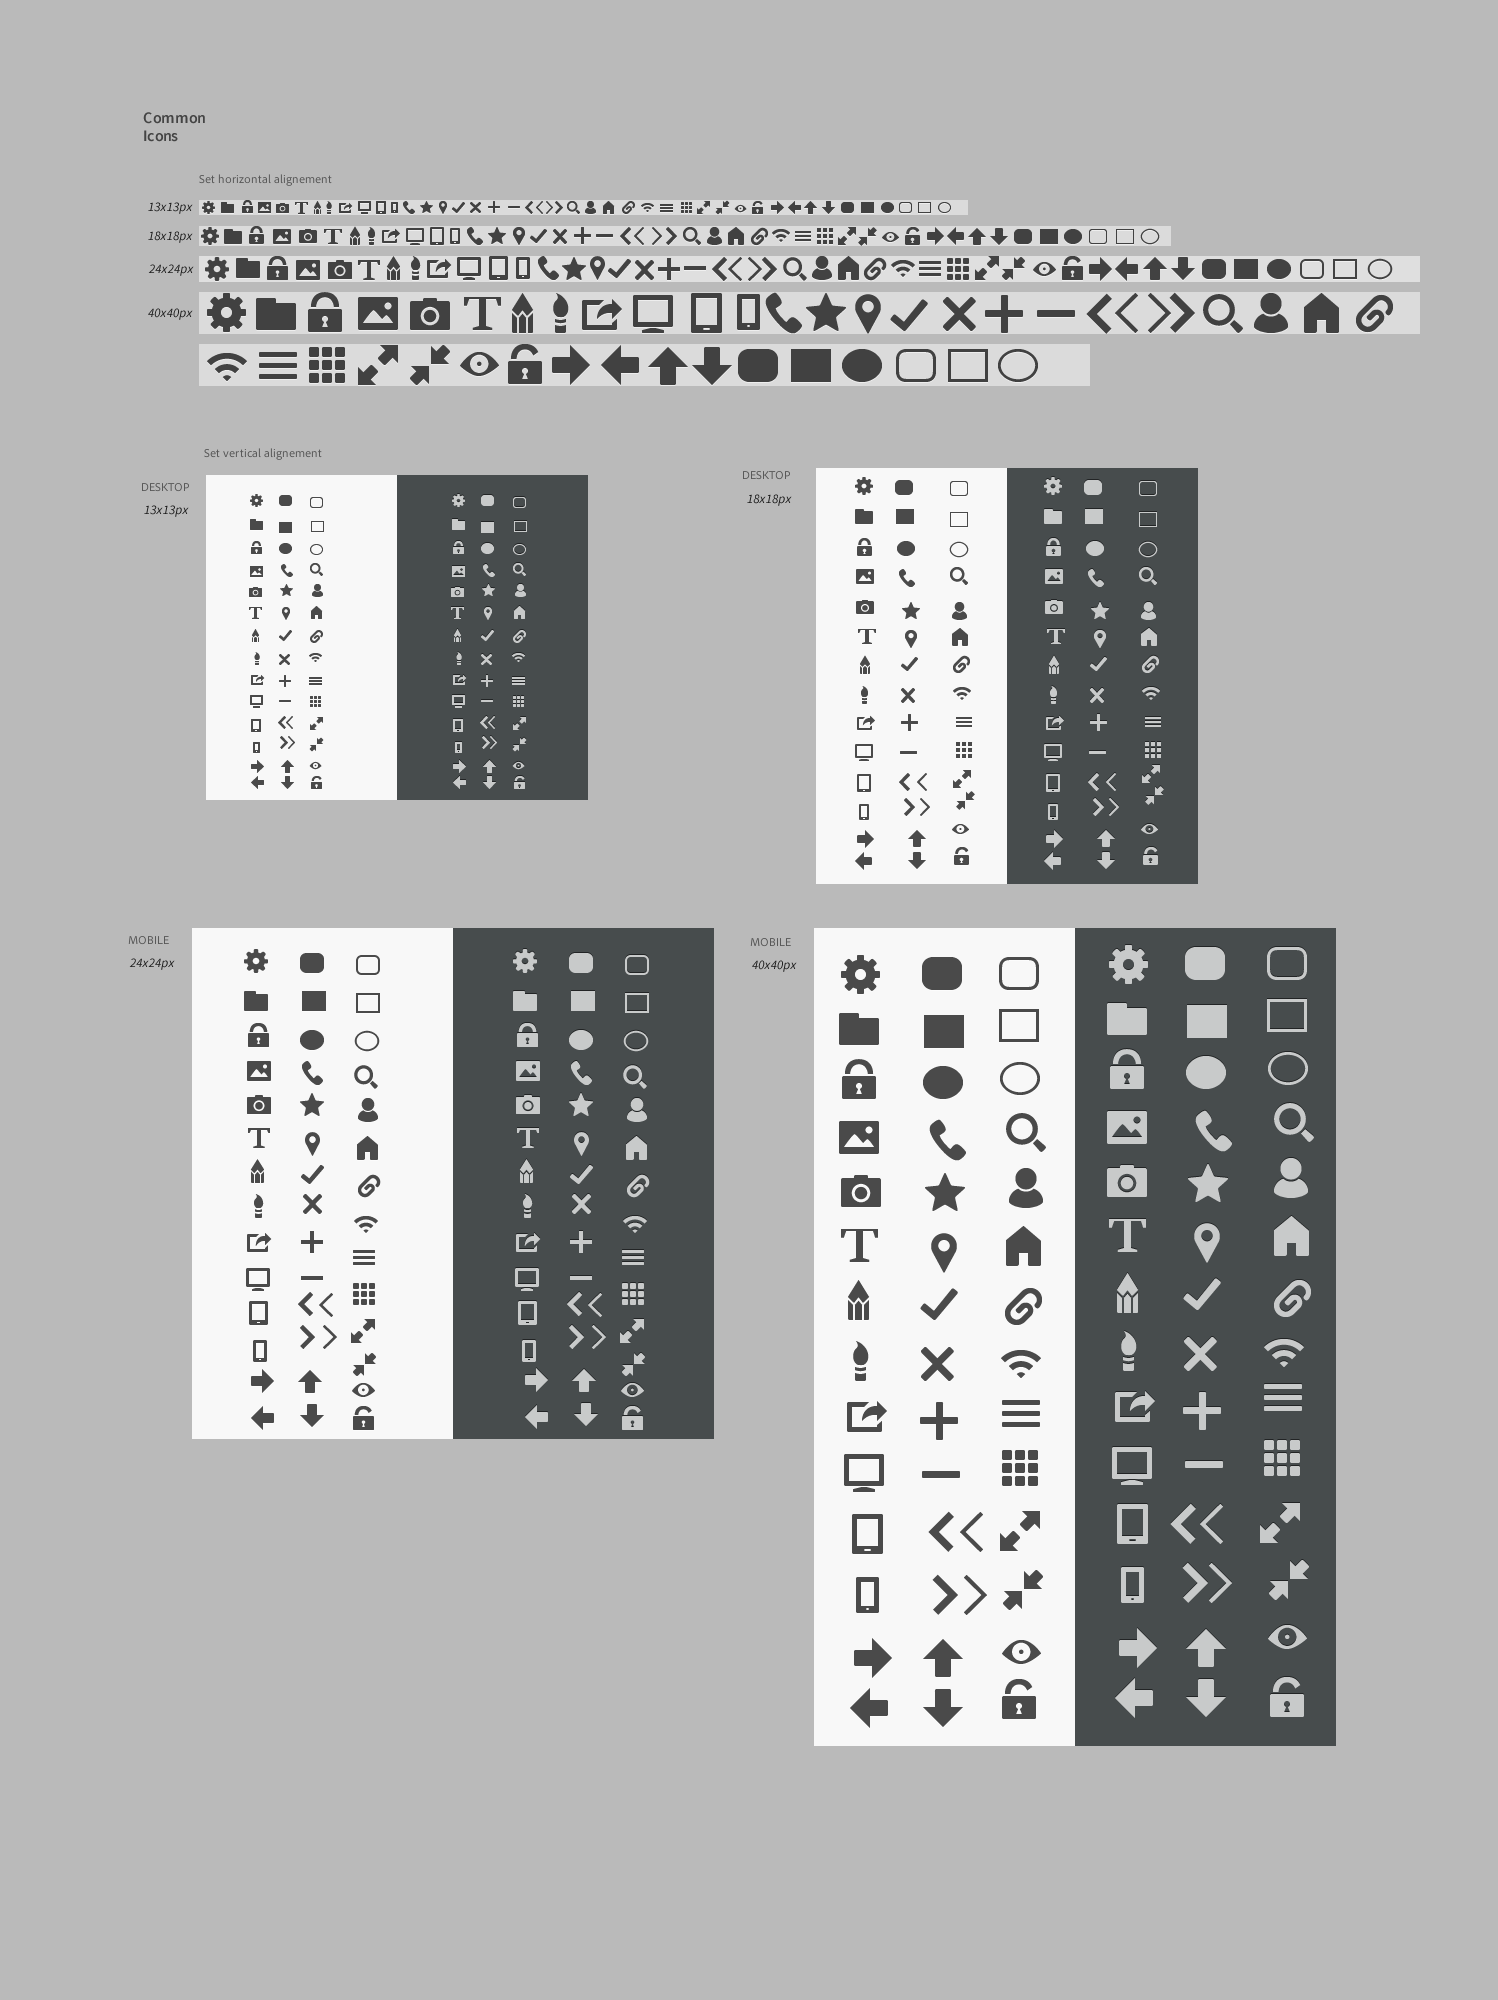 Common
Icons
Set horizontal alignement
13x13px
18x18px
24x24px
40x40px
Set vertical alignement
DESKTOP
13x13px
DESKTOP
18x18px
MOBILE
24x24px
MOBILE
40x40px